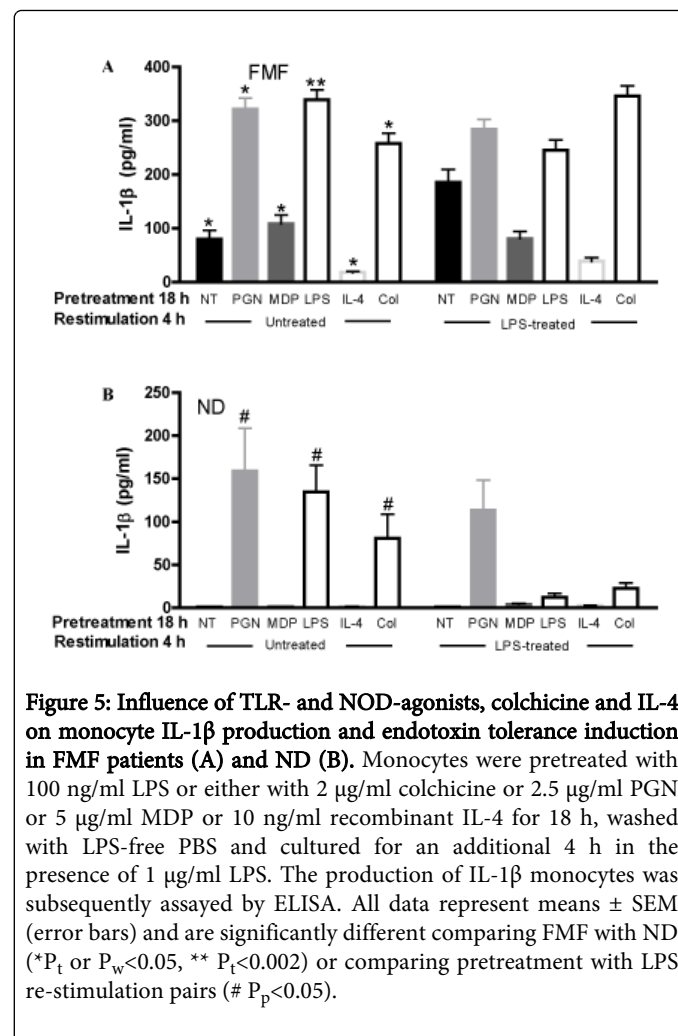 A
FMF
400
300
200
100
0
IL-1β (pg/ml)
*
*
**
*
*
*
Pretreatment 18 h NT PGN MDP LPS IL-4 Col NT PGN MDP LPS IL-4 Col
Restimulation 4 h Untreated LPS-treated
B
ND
250
200
150
100
50
0
IL-1β (pg/ml)
#
#
#
Pretreatment 18 h NT PGN MDP LPS IL-4 Col NT PGN MDP LPS IL-4 Col
Restimulation 4 h Untreated LPS-treated
Figure 5: Influence of TLR- and NOD-agonists, colchicine and IL-4
on monocyte IL-1β production and endotoxin tolerance induction
in FMF patients (A) and ND (B). Monocytes were pretreated with
100 ng/ml LPS or either with 2 µg/ml colchicine or 2.5 µg/ml PGN
or 5 µg/ml MDP or 10 ng/ml recombinant IL-4 for 18 h, washed
with LPS-free PBS and cultured for an additional 4 h in the
presence of 1 µg/ml LPS. The production of IL-1β monocytes was
subsequently assayed by ELISA. All data represent means ± SEM
(error bars) and are significantly different comparing FMF with ND
(*Pt or Pw<0.05, ** Pt<0.002) or comparing pretreatment with LPS
re-stimulation pairs (# Pp<0.05).